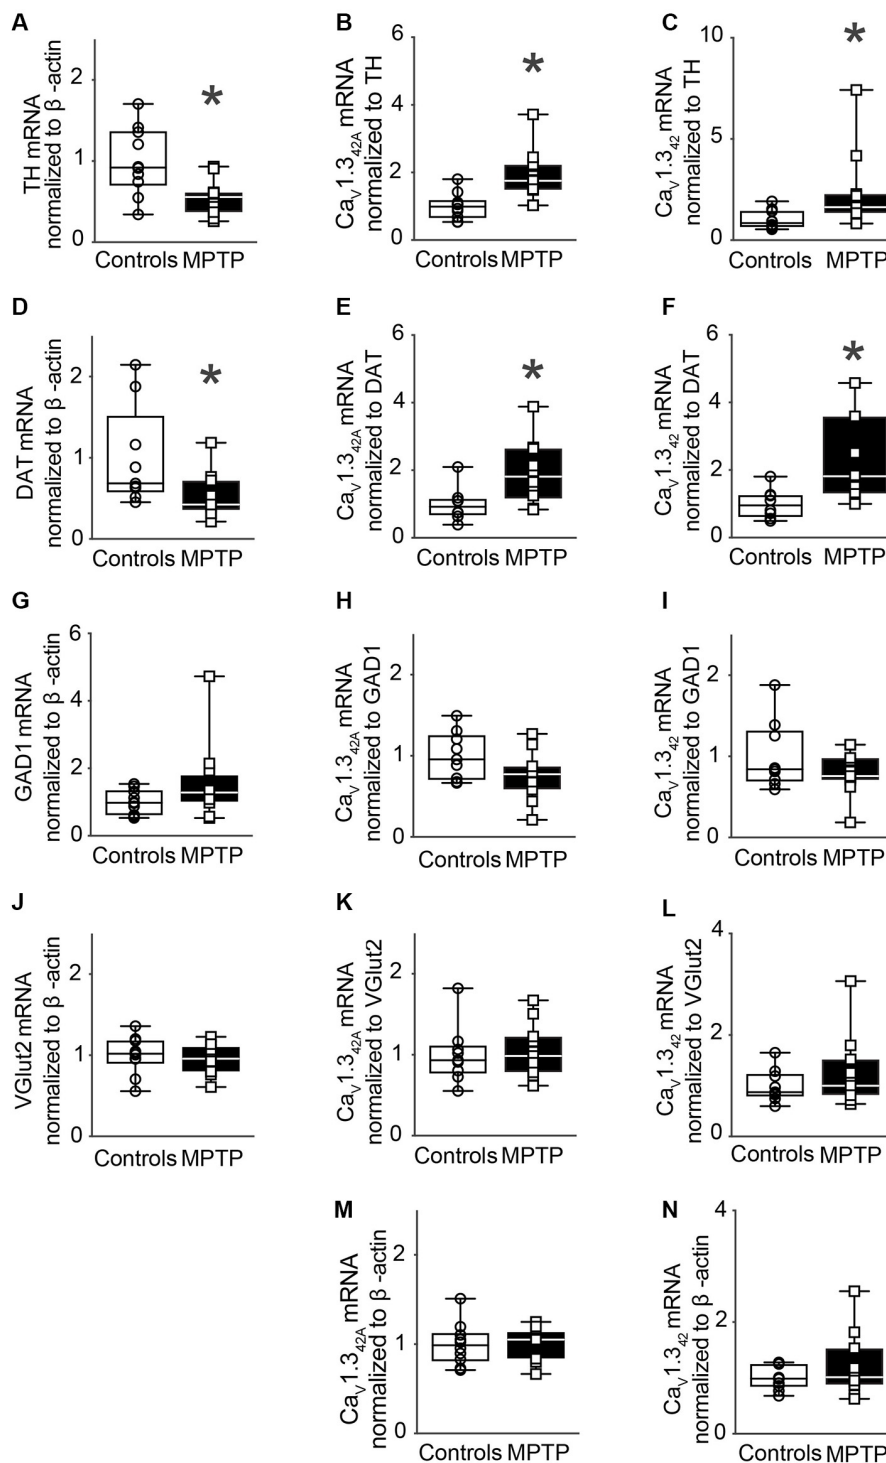 A
TH mRNA
normalized to β -actin
2
1
0
Controls MPTP
*
B
CaV1.342A mRNA
normalized to TH
6
4
2
0
Controls MPTP
*
C
CaV1.342 mRNA
normalized to TH
10
5
0
Controls MPTP
*
D
DAT mRNA
normalized to β -actin
2
1
0
Controls MPTP
*
E
CaV1.342A mRNA
normalized to DAT
6
4
2
0
Controls MPTP
*
F
CaV1.342 mRNA
normalized to DAT
6
4
2
0
Controls MPTP
*
G
GAD1 mRNA
normalized to β -actin
6
4
2
0
Controls MPTP
H
CaV1.342A mRNA
normalized to GAD1
2
1
0
Controls MPTP
I
CaV1.342 mRNA
normalized to GAD1
2
1
0
Controls MPTP
J
VGlut2 mRNA
normalized to β -actin
2
1
0
Controls MPTP
K
CaV1.342A mRNA
normalized to VGlut2
2
1
0
Controls MPTP
L
CaV1.342 mRNA
normalized to VGlut2
4
2
0
Controls MPTP
M
CaV1.342A mRNA
normalized to β -actin
2
1
0
Controls MPTP
N
CaV1.342 mRNA
normalized to β -actin
4
2
0
Controls MPTP